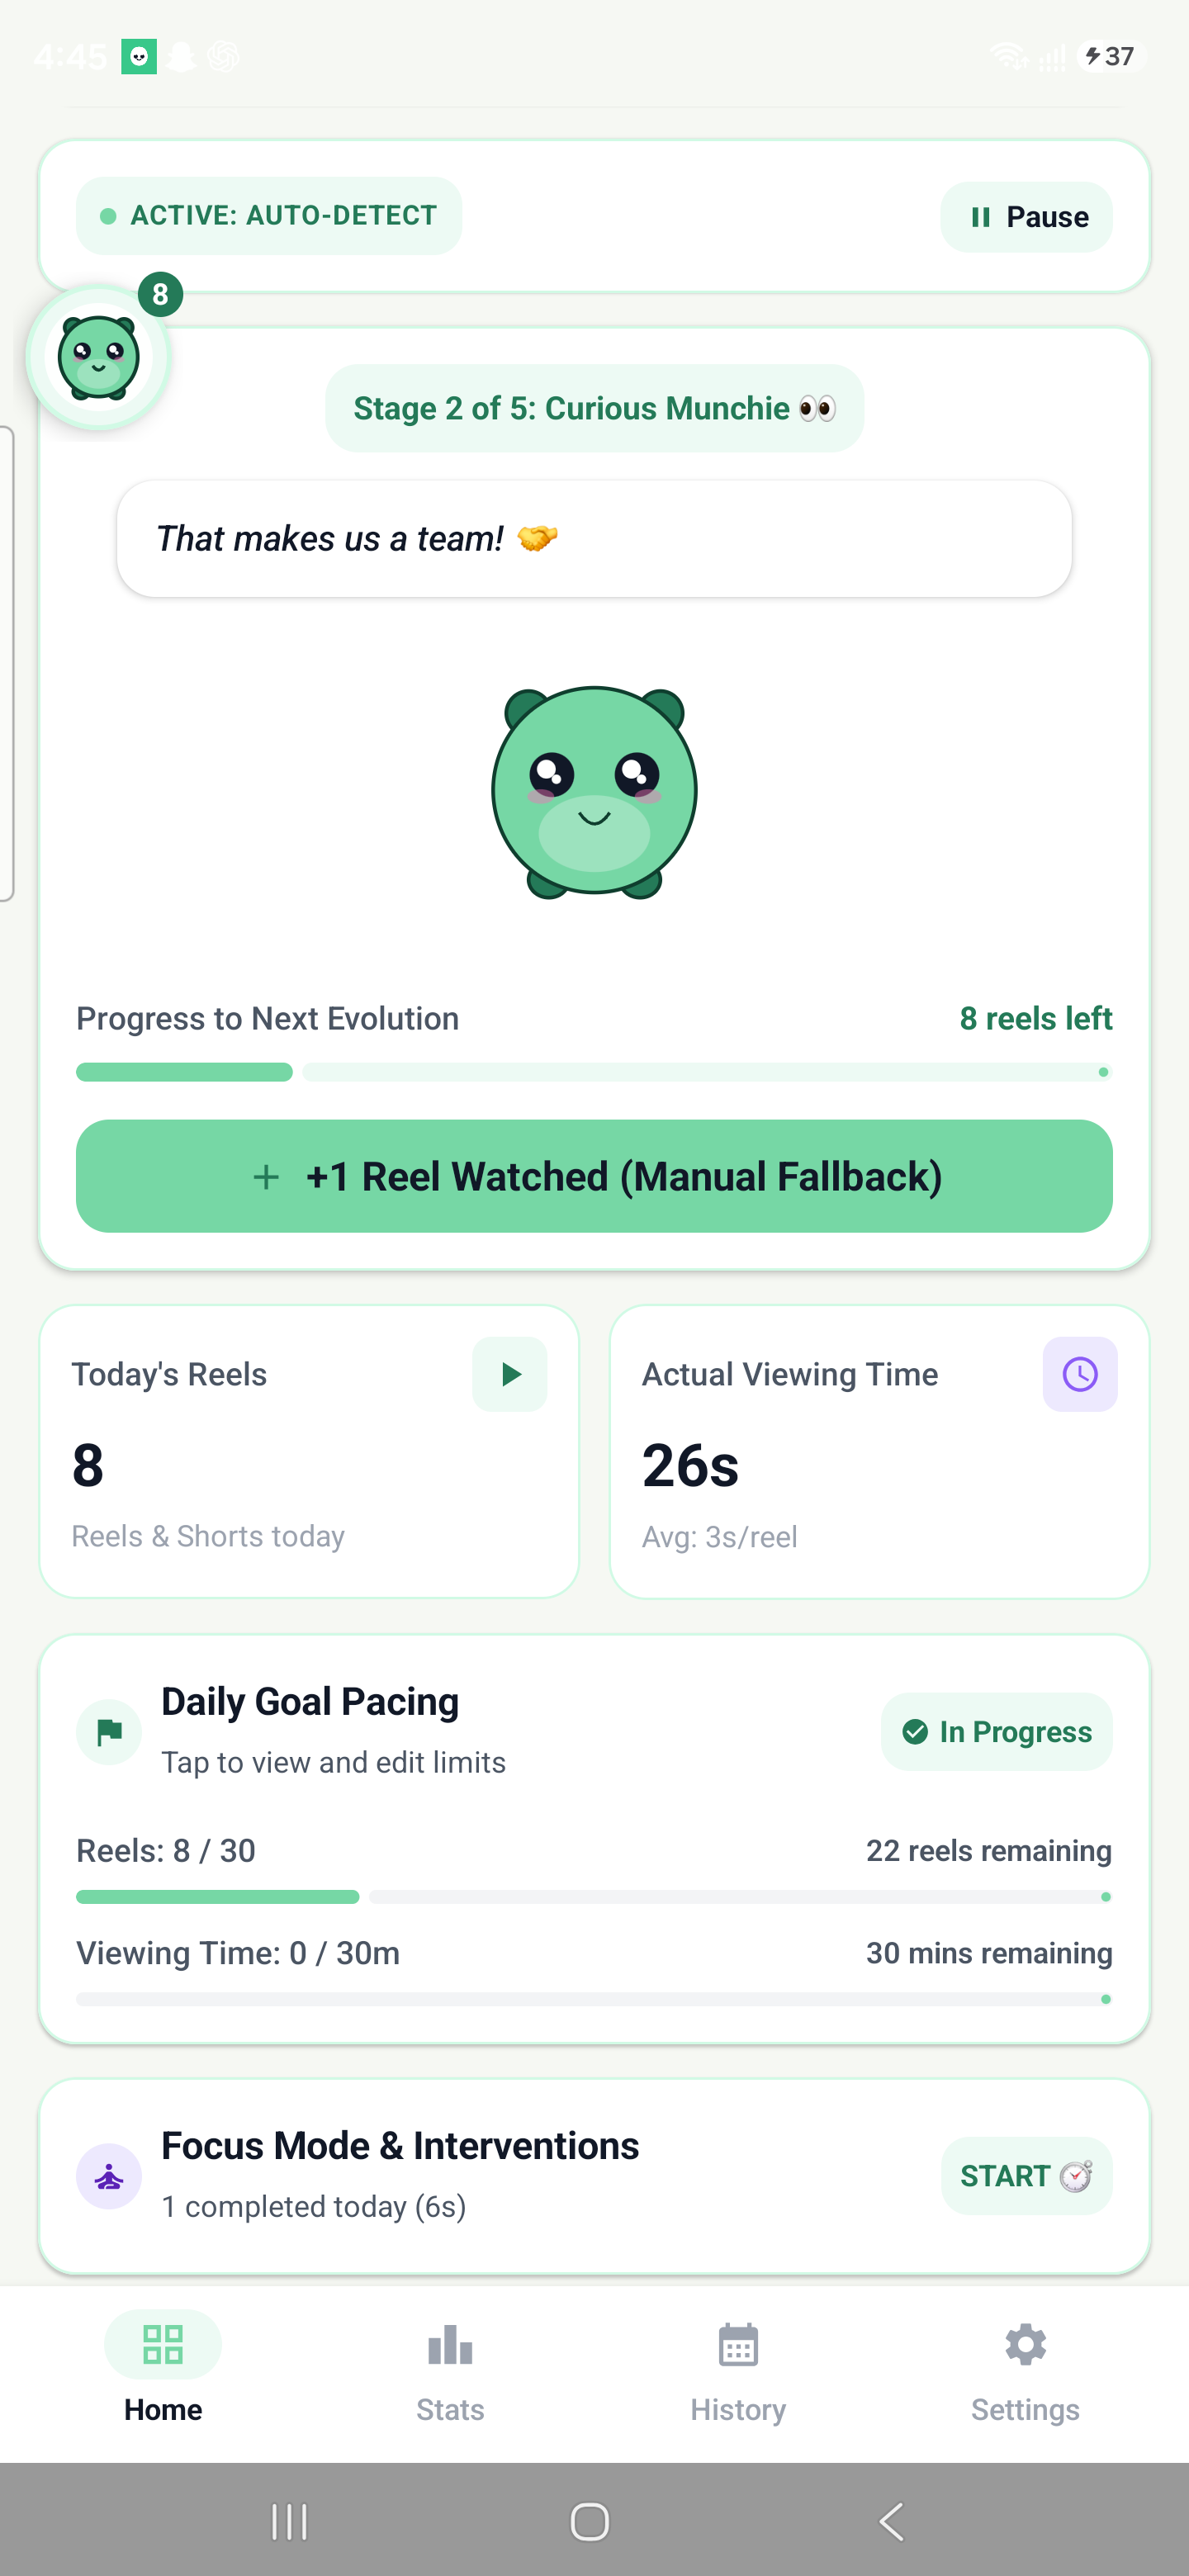 4:45
37
ACTIVE: AUTO-DETECT
Pause
8
Stage 2 of 5: Curious Munchie 👀
That makes us a team! 🤝
Progress to Next Evolution
8 reels left
+1 Reel Watched (Manual Fallback)
Today's Reels
8
Reels & Shorts today
Actual Viewing Time
26s
Avg: 3s/reel
Daily Goal Pacing
Tap to view and edit limits
In Progress
Reels: 8 / 30
22 reels remaining
Viewing Time: 0 / 30m
30 mins remaining
Focus Mode & Interventions
1 completed today (6s)
START ⏱️
Home
Stats
History
Settings